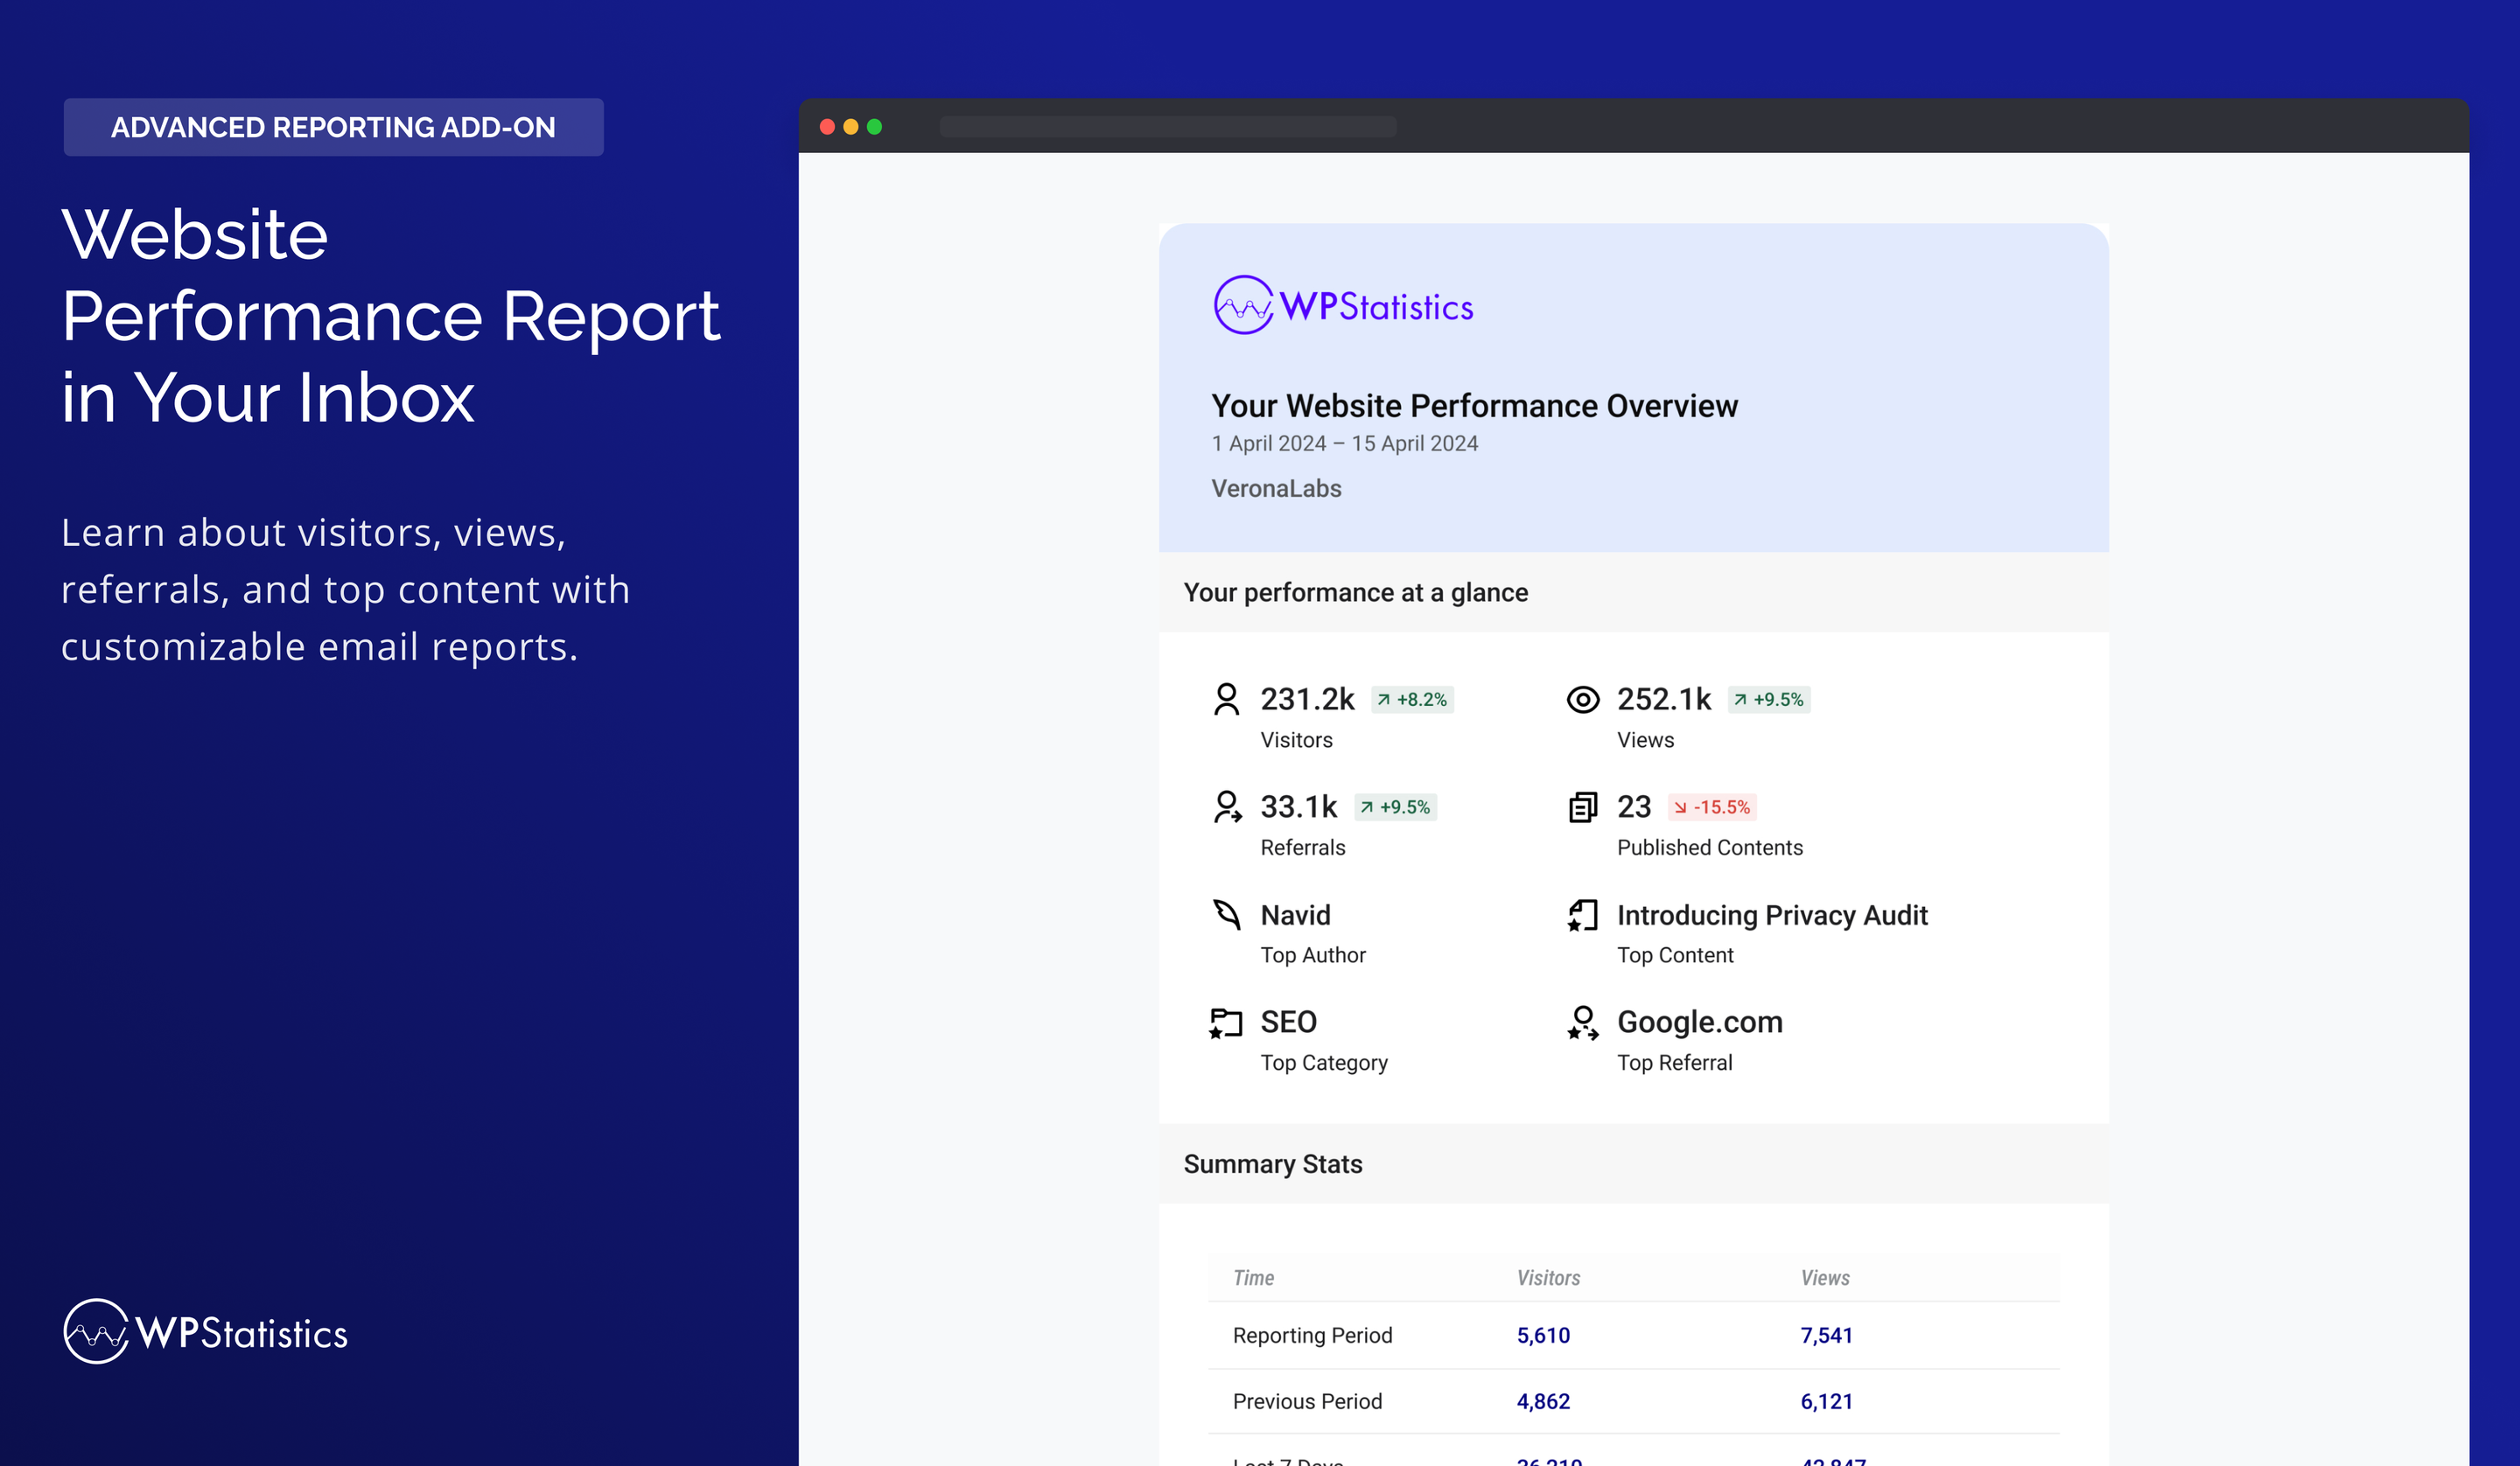 ADVANCED REPORTING ADD-ON
Website
Performance Report
in Your Inbox
Learn about visitors, views,
referrals, and top content with
customizable email reports.
WPStatistics
WPStatistics
Your Website Performance Overview
1 April 2024 – 15 April 2024
VeronaLabs
Your performance at a glance
231.2k +8.2% 252.1k +9.5%
Visitors Views
33.1k +9.5% 23 -15.5%
Referrals Published Contents
Navid Introducing Privacy Audit
Top Author Top Content
SEO Google.com
Top Category Top Referral
Summary Stats
Time Visitors Views
Reporting Period 5,610 7,541
Previous Period 4,862 6,121
Last 7 Days